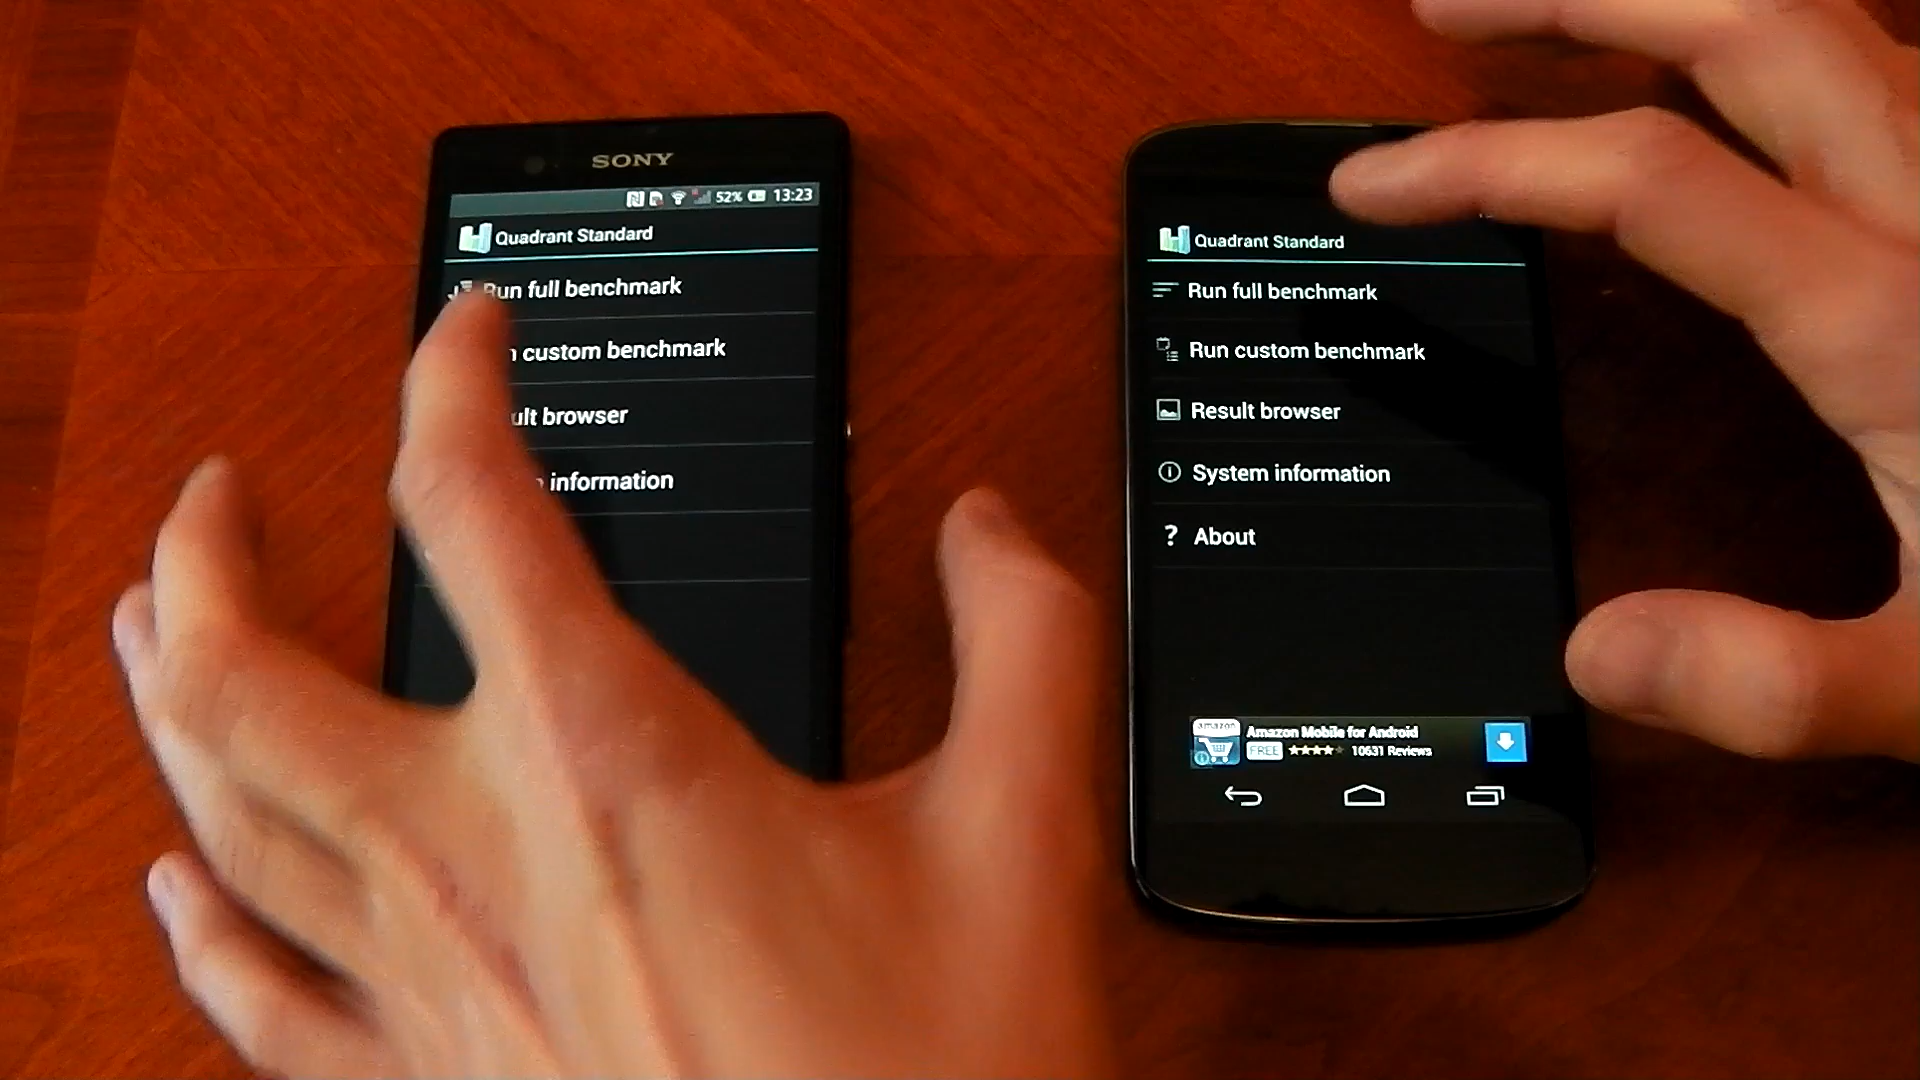 SONY
52% 13:23
Quadrant Standard
Run full benchmark
custom benchmark
browser
information
Quadrant Standard
Run full benchmark
Run custom benchmark
Result browser
System information
? About
amazon
Amazon Mobile for Android
FREE 10631 Reviews